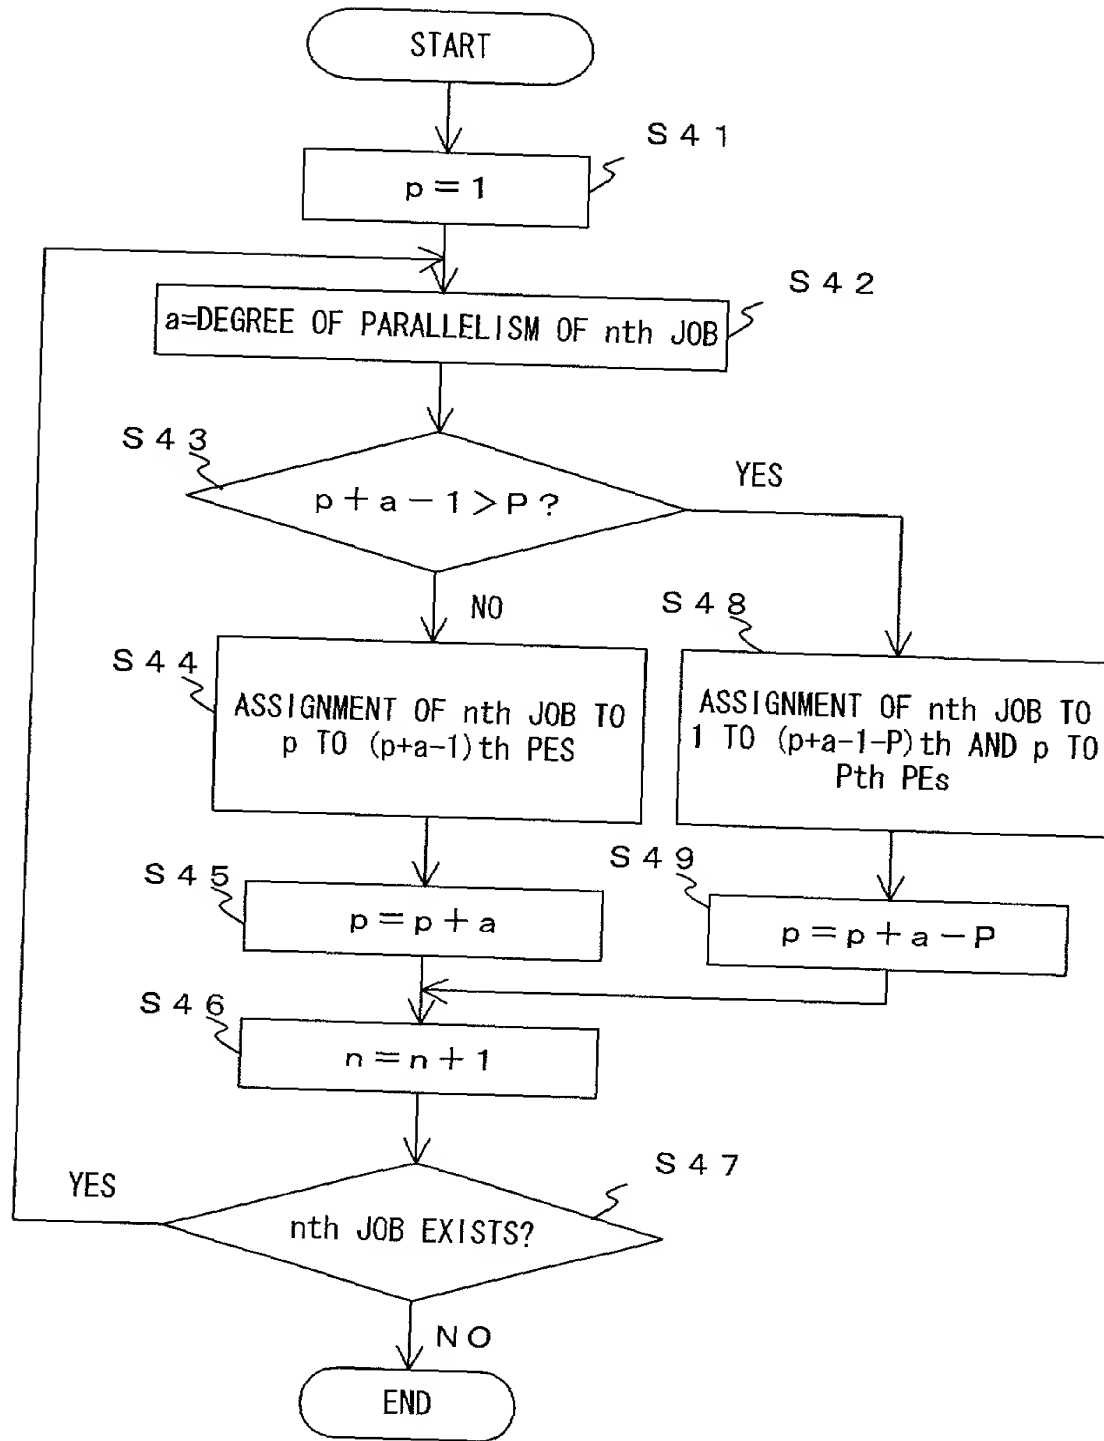 START
S41
p=1
S42
a=DEGREE OF PARALLELISM OF nth JOB
S43
p+a-1>P?
YES
NO
S44
ASSIGNMENT OF nth JOB TO
p TO (p+a-1)th PES
S48
ASSIGNMENT OF nth JOB TO
1 TO (p+a-1-P)th AND p TO
Pth PEs
S45
p=p+a
S49
p=p+a-P
S46
n=n+1
S47
nth JOB EXISTS?
YES
NO
END